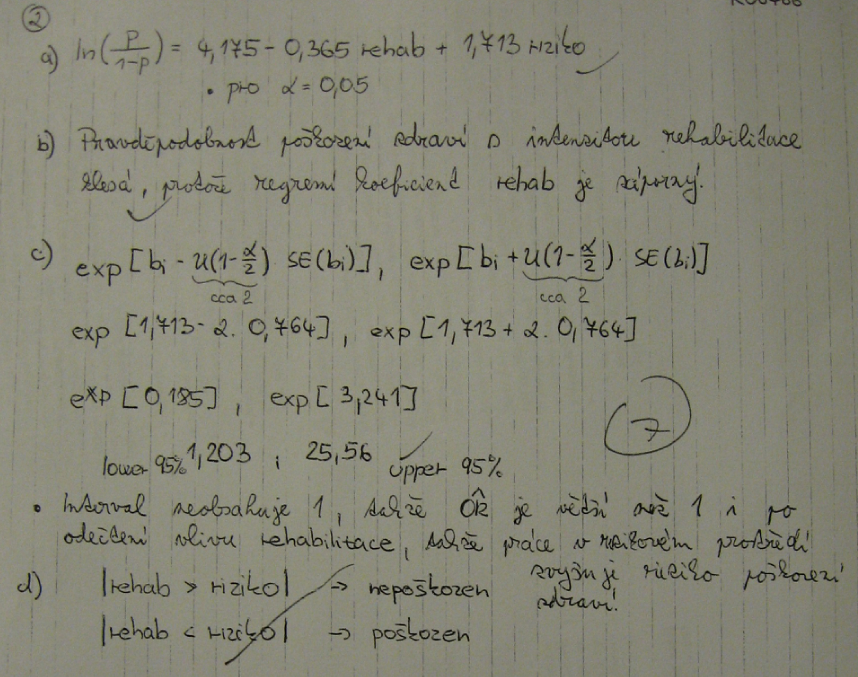 ②
a) ln(p/1-p) = 4,175 - 0,365 rehab + 1,713 riziko
• pro α = 0,05
b) Pravděpodobnost poškození zdraví s intenzitou rehabilitace
klesá, protože regresní koeficient rehab je záporný.
c) exp[bi - u(1-α/2) · SE(bi)], exp[bi + u(1-α/2) · SE(bi)]
cca 2 cca 2
exp [1,713 - 2. 0,764], exp [1,713 + 2. 0,764]
exp [0,185], exp [3,241]
7
lower 95% 1,203 ; 25,56 upper 95%
• Interval neobsahuje 1, takže OR̂ je větší než 1 i po
odečtení vlivu rehabilitace, takže práce v rizikovém prostředí
zvyšuje riziko poškození
zdraví!
d) |rehab > riziko| → nepoškozen
|rehab < riziko| → poškozen